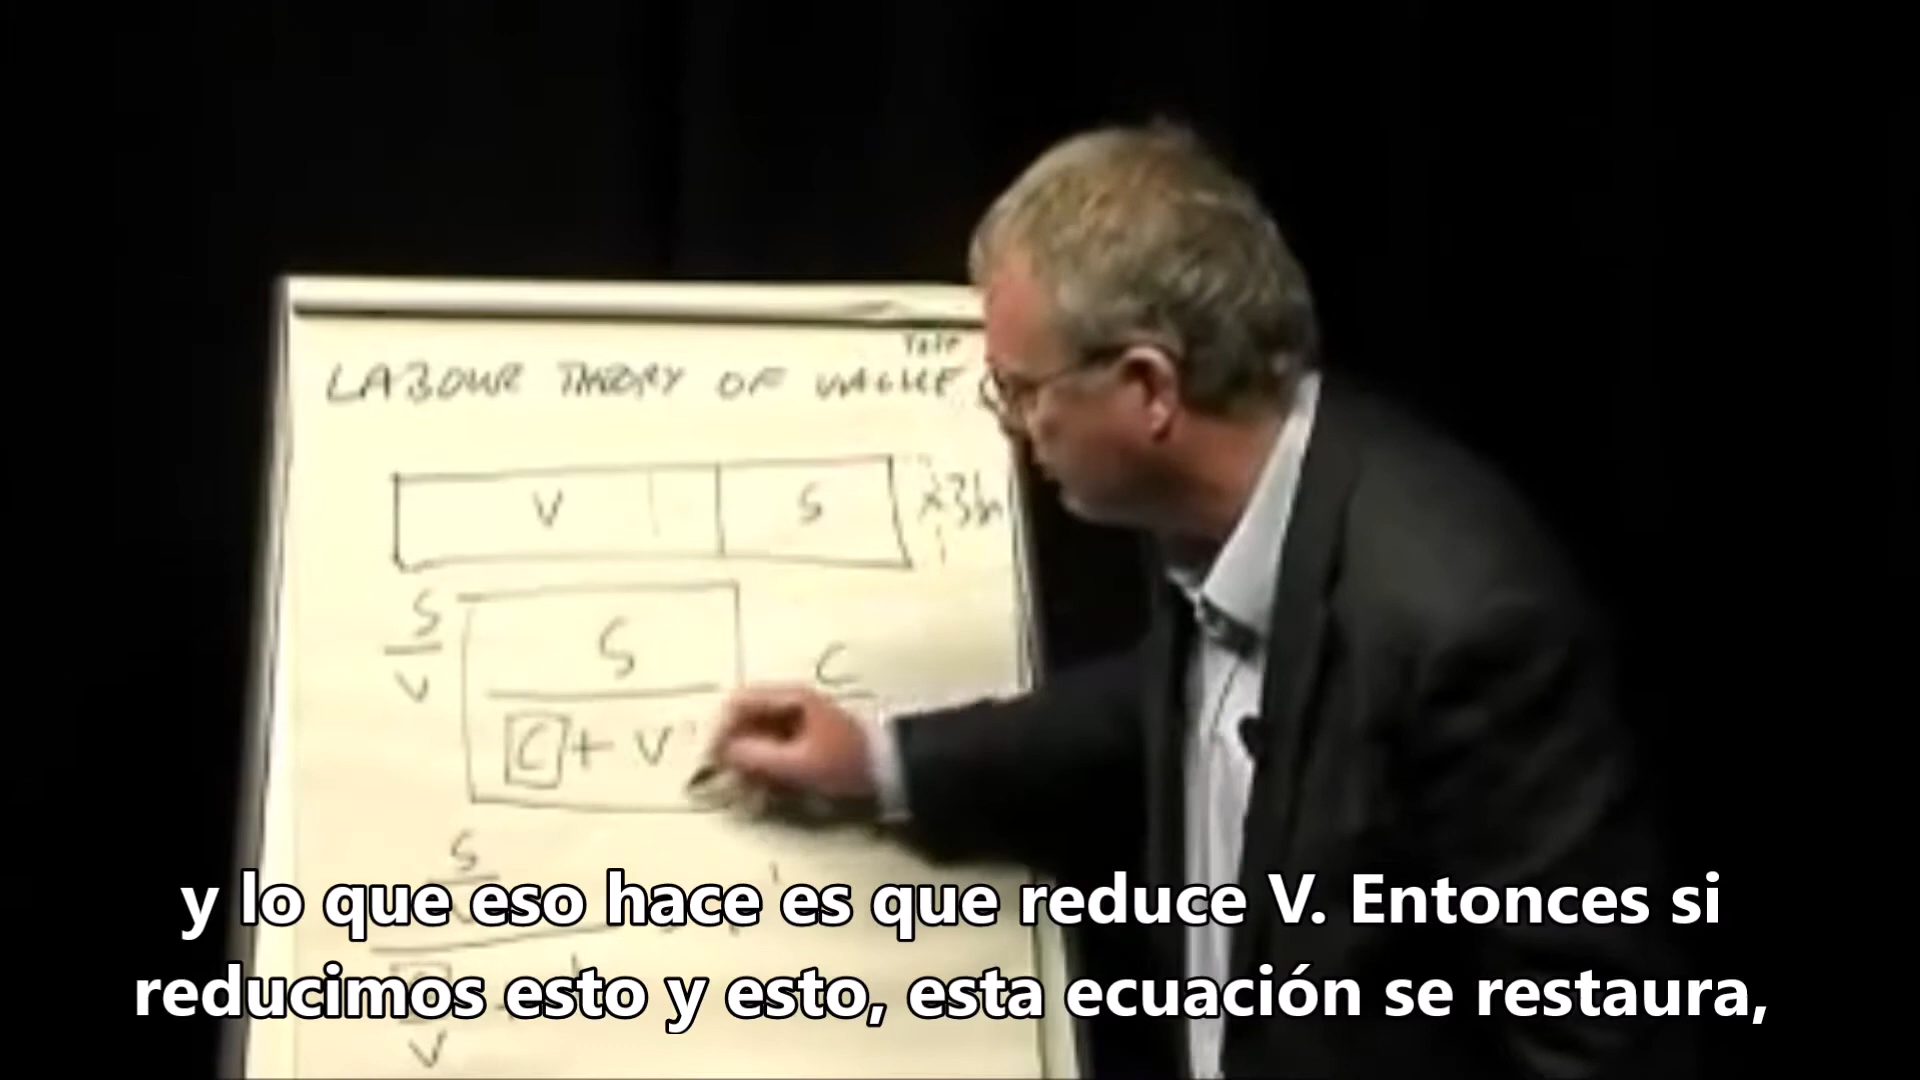 LABOUR THEORY OF VALUE
V S x3bn
S
V
S
C + V
C
S
V
y lo que eso hace es que reduce V. Entonces si
reducimos esto y esto, esta ecuación se restaura,